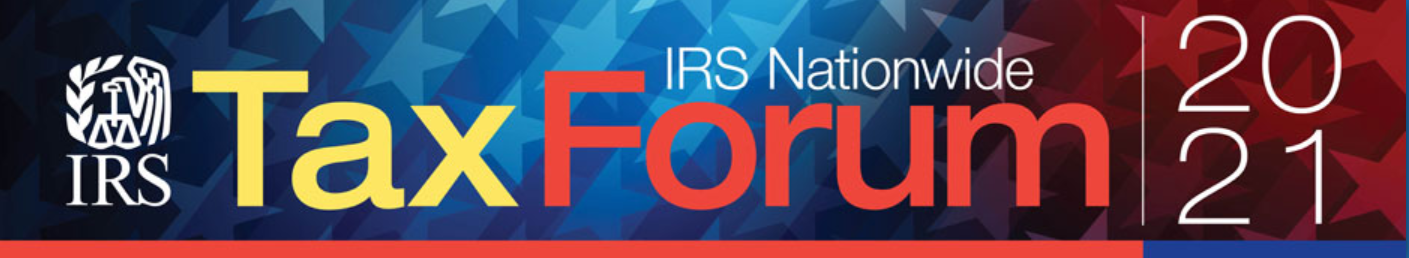 IRS
IRS Nationwide
TaxForum
20
21